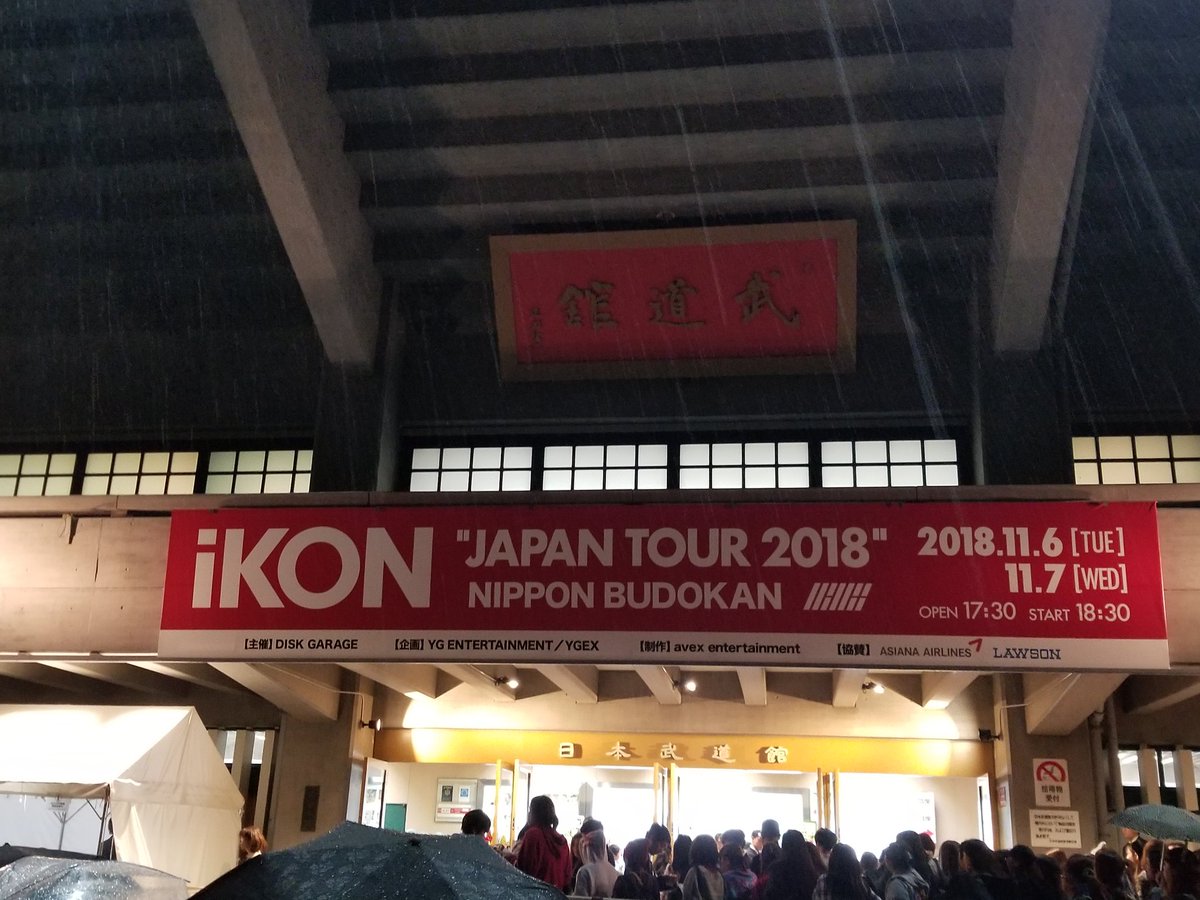 武道館
iKON
"JAPAN TOUR 2018"
NIPPON BUDOKAN
2018.11.6 [TUE]
11.7 [WED]
OPEN 17:30 START 18:30
【主催】DISK GARAGE 【企画】YG ENTERTAINMENT/YGEX 【制作】avex entertainment 【協賛】ASIANA AIRLINES LAWSON
日本武道館